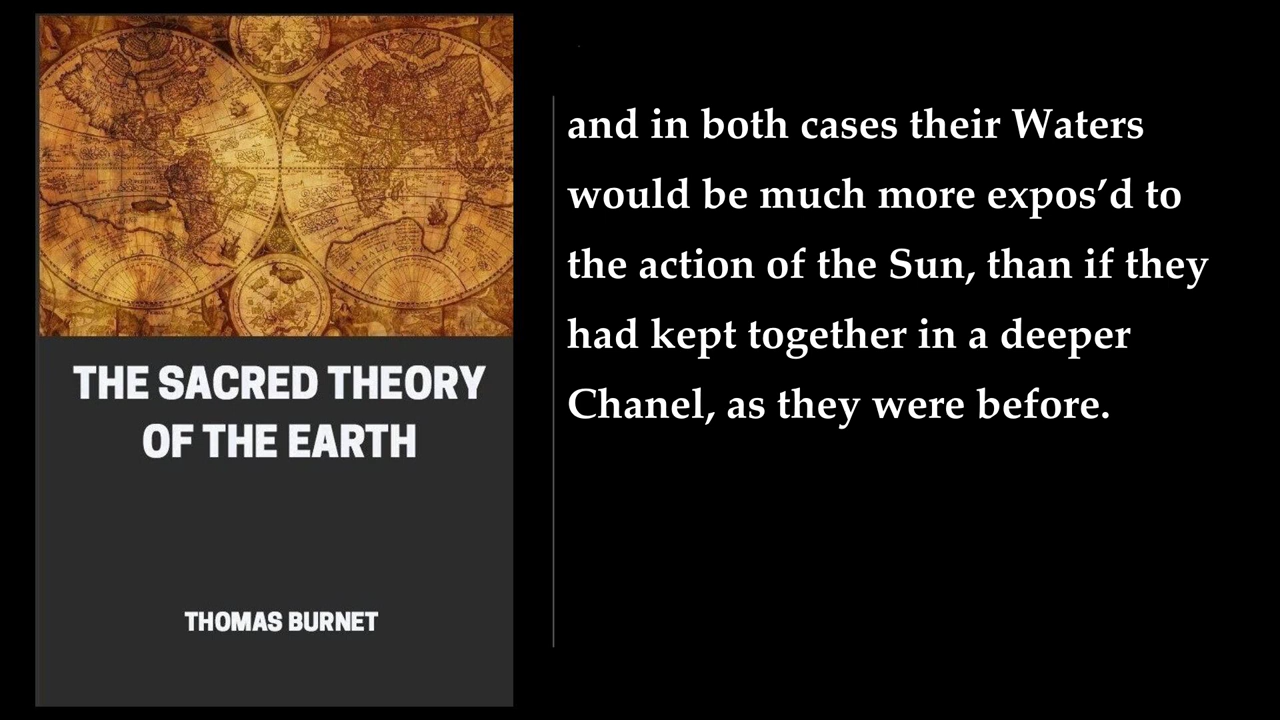 THE SACRED THEORY
OF THE EARTH
THOMAS BURNET
and in both cases their Waters
would be much more expos’d to
the action of the Sun, than if they
had kept together in a deeper
Chanel, as they were before.